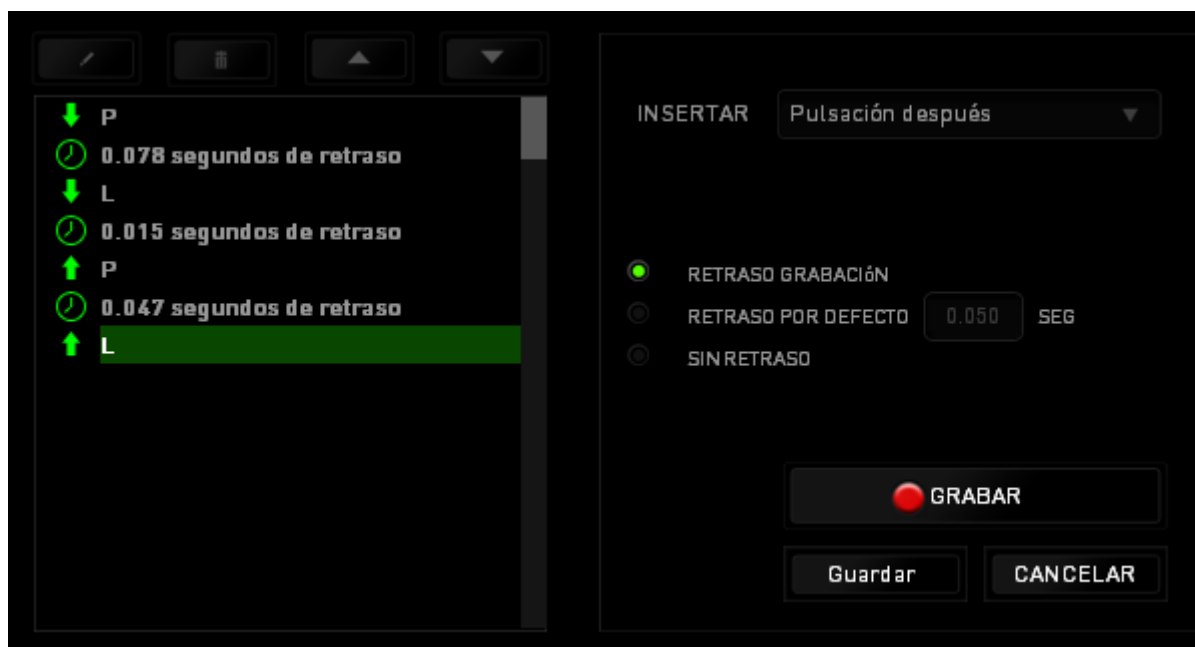 P
0.078 segundos de retraso
L
0.015 segundos de retraso
P
0.047 segundos de retraso
L
INSERTAR Pulsación después
RETRASO GRABACIóN
RETRASO POR DEFECTO 0.050 SEG
SIN RETRASO
GRABAR
Guardar CANCELAR